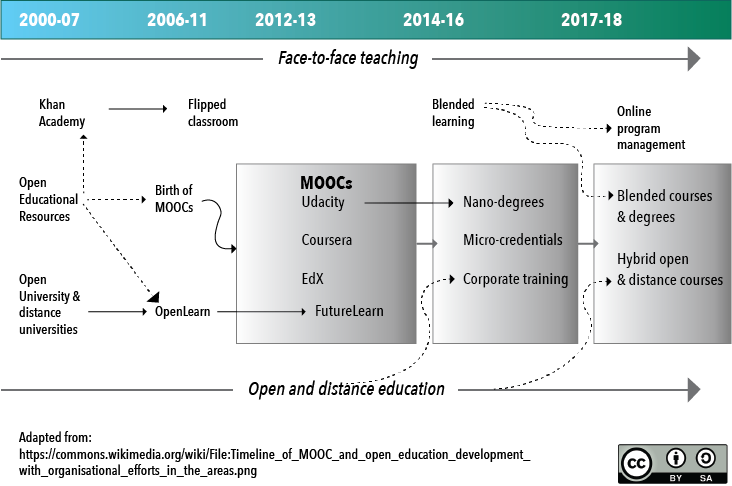 2000-07 2006-11 2012-13 2014-16 2017-18
Face-to-face teaching
Khan
Academy
Flipped
classroom
Blended
learning
Online
program
management
Open
Educational
Resources
Birth of
MOOCs
MOOCs
Udacity
Coursera
EdX
FutureLearn
Nano-degrees
Micro-credentials
Corporate training
Blended courses
& degrees
Hybrid open
& distance courses
Open
University &
distance
universities
OpenLearn
Open and distance education
Adapted from:
https://commons.wikimedia.org/wiki/File:Timeline_of_MOOC_and_open_education_development_
with_organisational_efforts_in_the_areas.png
cc
BY SA